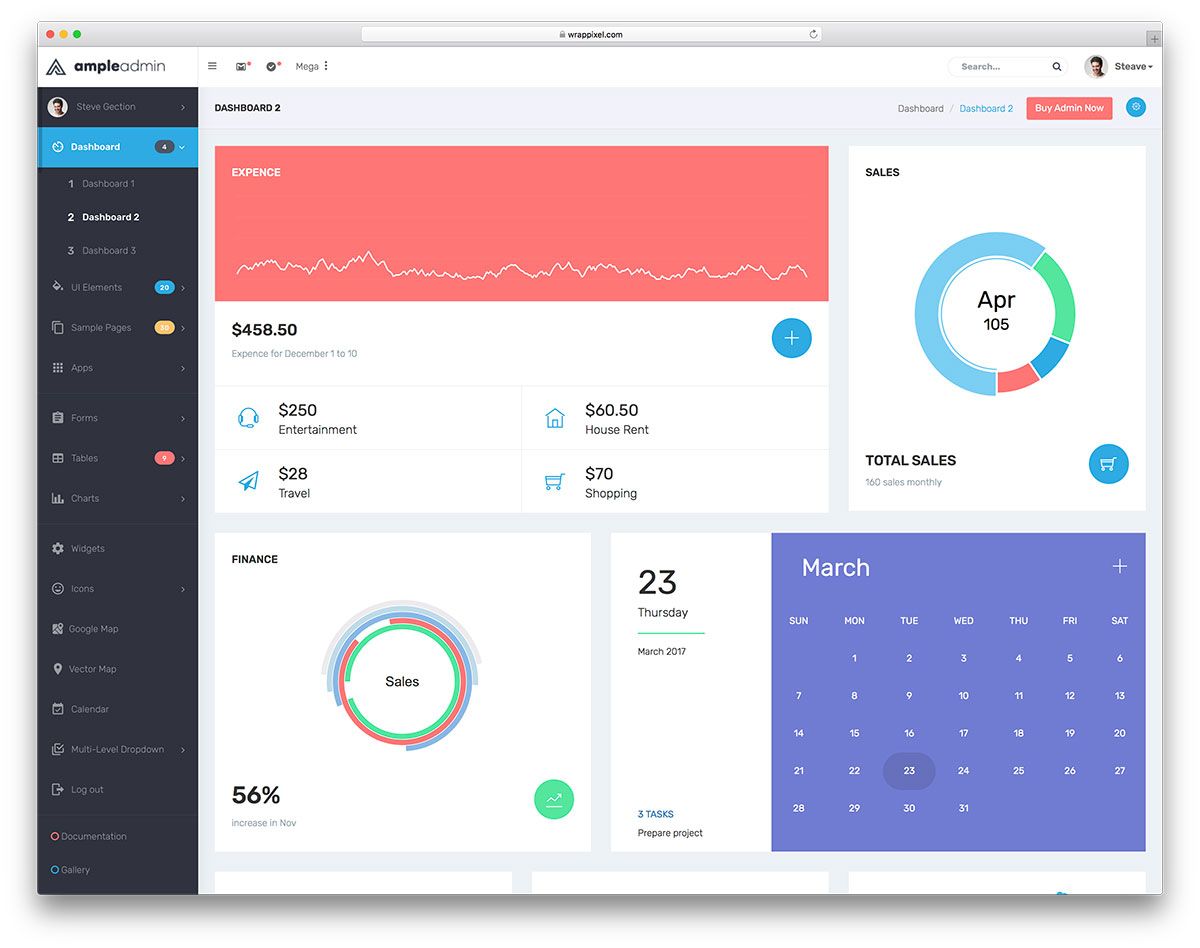 wrappixel.com
ampleadmin
Mega
Search...
Steave
Steve Gection
Dashboard 4
1 Dashboard 1
2 Dashboard 2
3 Dashboard 3
UI Elements 20
Sample Pages 30
Apps
Forms
Tables 9
Charts
Widgets
Icons
Google Map
Vector Map
Calendar
Multi-Level Dropdown
Log out
Documentation
Gallery
DASHBOARD 2
Dashboard / Dashboard 2
Buy Admin Now
EXPENCE
$458.50
Expence for December 1 to 10
$250
Entertainment
$60.50
House Rent
$28
Travel
$70
Shopping
SALES
Apr
105
TOTAL SALES
160 sales monthly
FINANCE
Sales
56%
increase in Nov
23
Thursday
March 2017
3 TASKS
Prepare project
March
SUN MON TUE WED THU FRI SAT
1 2 3 4 5 6
7 8 9 10 11 12 13
14 15 16 17 18 19 20
21 22 23 24 25 26 27
28 29 30 31